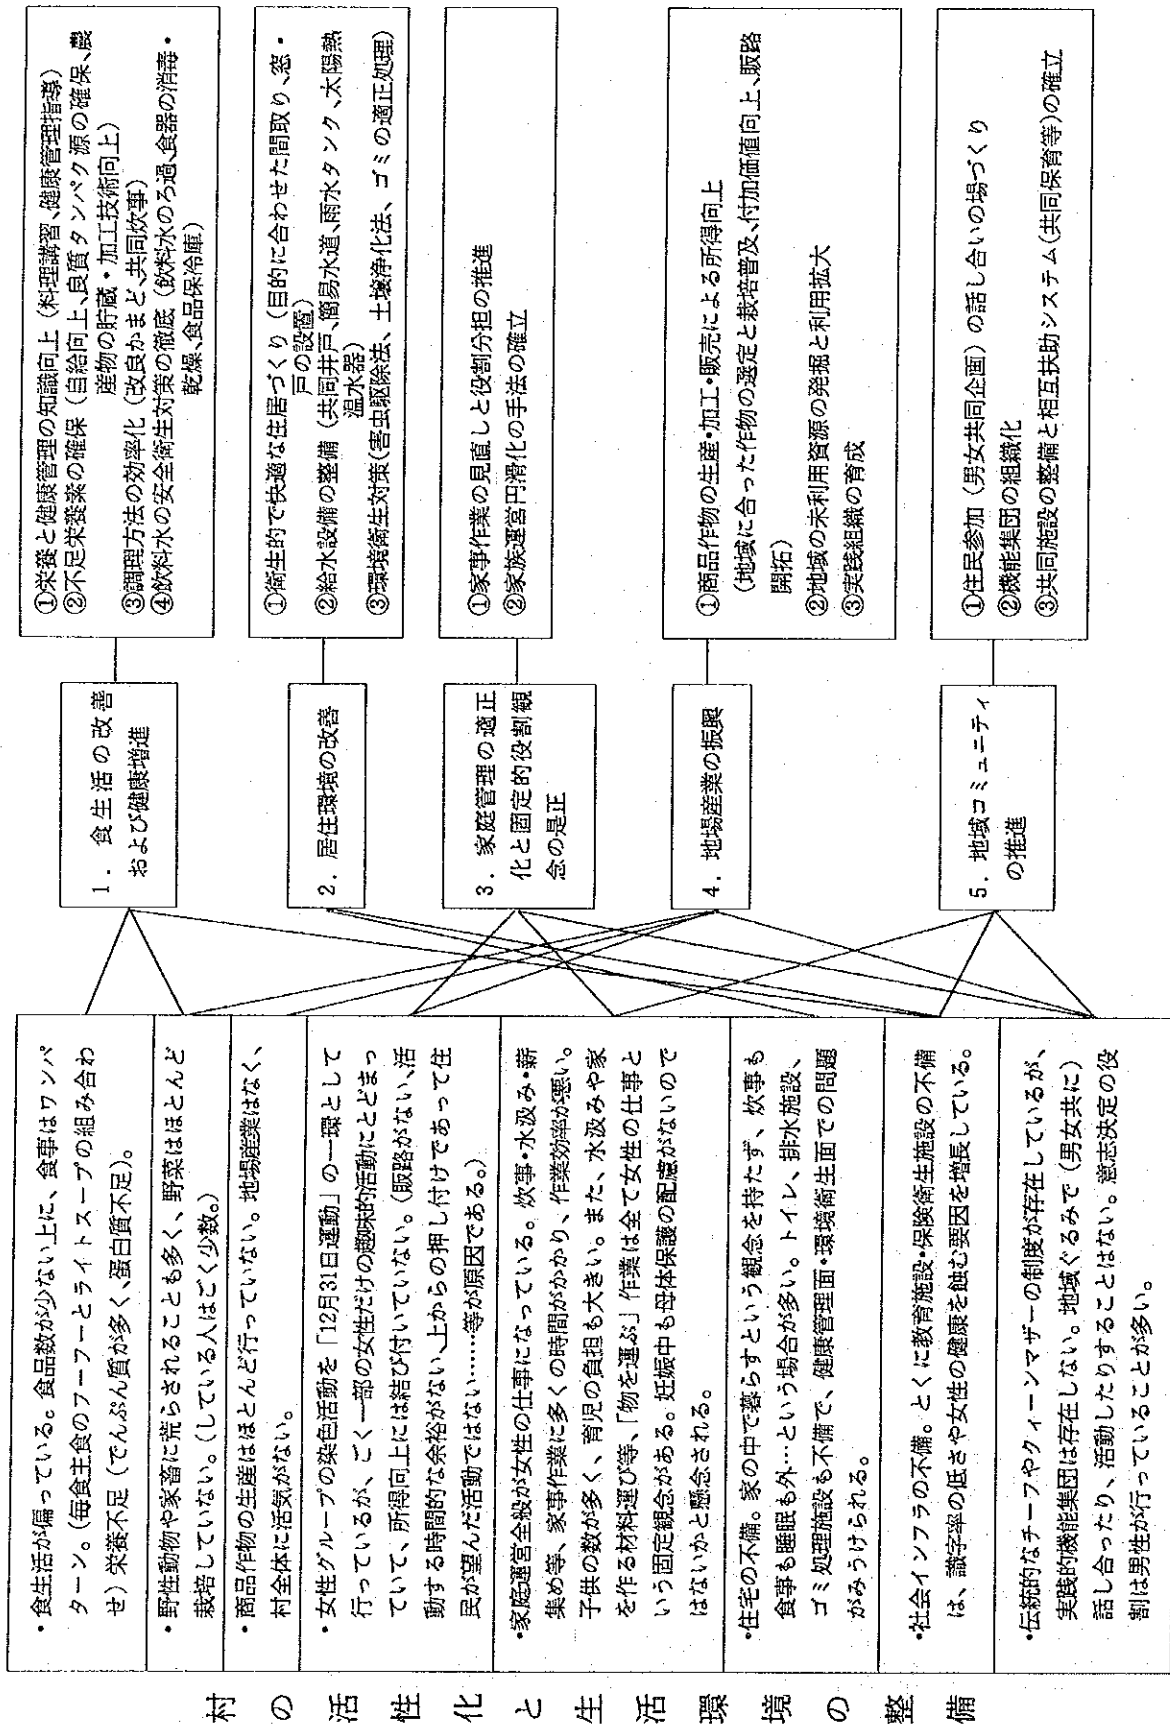 村の活性化と生活環境の整備
・食生活が偏っている。食品数が少ない上に、食事はワンパ
ターン。(毎食主食のフーフーとライトスープの組み合わ
せ)栄養不足(でんぷん質が多く、蛋白質不足)。
・野性動物や家畜に荒らされることも多く、野菜はほとんど
栽培していない。(している人はごく少数。)
・商品作物の生産はほとんど行っていない。地場産業はなく、
村全体に活気がない。
・女性グループの染色活動を「12月31日運動」の一環として
行っているが、ごく一部の女性だけの趣味的活動にとどまっ
ていて、所得向上には結び付いていない。(販路がない、活
動する時間的な余裕がない、上からの押し付けであって住
民が望んだ活動ではない……等が原因である。)
・家庭運営全般が女性の仕事になっている。炊事・水汲み・薪
集め等、家事作業に多くの時間がかかり、作業効率が悪い。
子供の数が多く、育児の負担も大きい。また、水汲みや家
を作る材料運び等、「物を運ぶ」作業は全て女性の仕事と
いう固定観念がある。妊娠中も母体保護の配慮がないので
はないかと懸念される。
・住宅の不備。家の中で暮らすという観念を持たず、炊事も
食事も睡眠も外…という場合が多い。トイレ、排水施設、
ゴミ処理施設も不備で、健康管理面・環境衛生面での問題
がみうけられる。
・社会インフラの不備。とくに教育施設・保険衛生施設の不備
は、識字率の低さや女性の健康を蝕む要因を増長している。
・伝統的なチーフやクィーンマザーの制度が存在しているが、
実践的機能集団は存在しない。地域ぐるみで(男女共に)
話し合ったり、活動したりすることはない。意志決定の役
割は男性が行っていることが多い。
1. 食生活の改善
および健康増進
2. 居住環境の改善
3. 家庭管理の適正
化と固定的役割観
念の是正
4. 地場産業の振興
5. 地域コミュニティ
の推進
①栄養と健康管理の知識向上(料理講習、健康管理指導)
②不足栄養素の確保(自給向上、良質タンパク源の確保、農
産物の貯蔵・加工技術向上)
③調理方法の効率化(改良かまど、共同炊事)
④飲料水の安全衛生対策の徹底(飲料水のろ過、食器の消毒・
乾燥、食品保冷庫)
①衛生的で快適な住居づくり(目的に合わせた間取り、窓・
戸の設置)
②給水設備の整備(共同井戸、簡易水道、雨水タンク、太陽熱
温水器)
③環境衛生対策(害虫駆除法、土壌浄化法、ゴミの適正処理)
①家事作業の見直しと役割分担の推進
②家族運営円滑化の手法の確立
①商品作物の生産・加工・販売による所得向上
(地域に合った作物の選定と栽培普及、付加価値向上、販路
開拓)
②地域の未利用資源の発掘と利用拡大
③実践組織の育成
①住民参加(男女共同企画)の話し合いの場づくり
②機能集団の組織化
③共同施設の整備と相互扶助システム(共同保育等)の確立